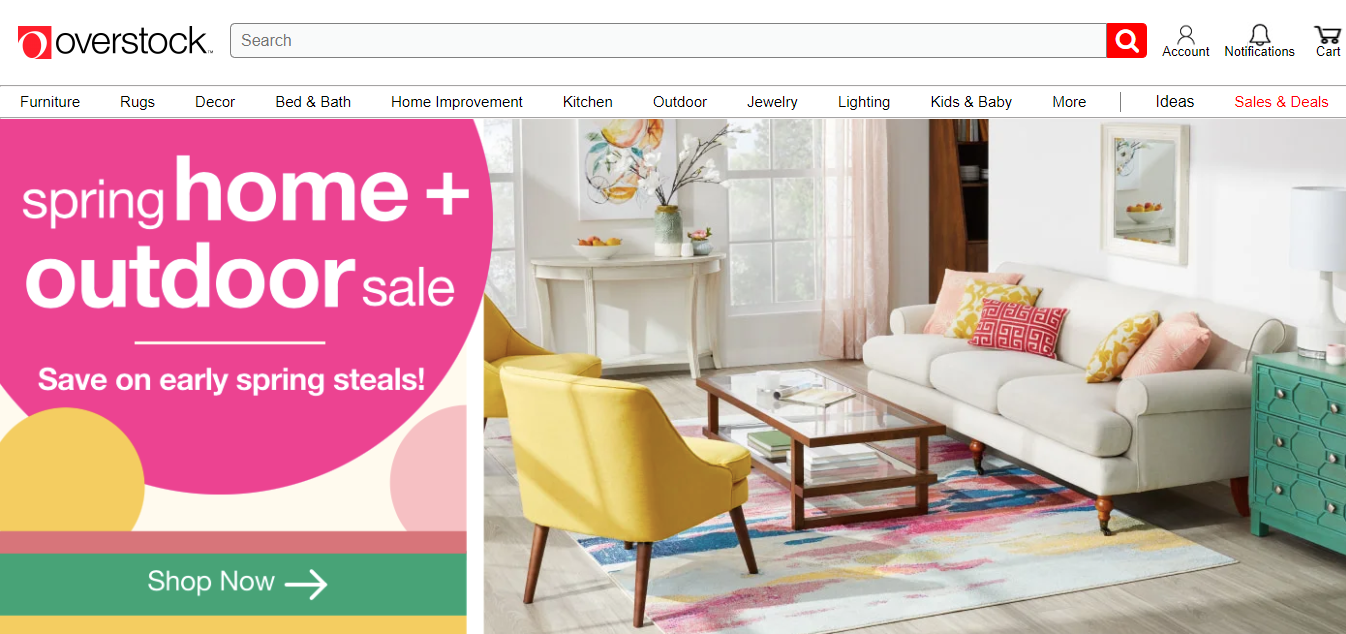 overstock™
Search
Account
Notifications
Cart
Furniture
Rugs
Decor
Bed & Bath
Home Improvement
Kitchen
Outdoor
Jewelry
Lighting
Kids & Baby
More
Ideas
Sales & Deals
spring home +
outdoor sale
Save on early spring steals!
Shop Now